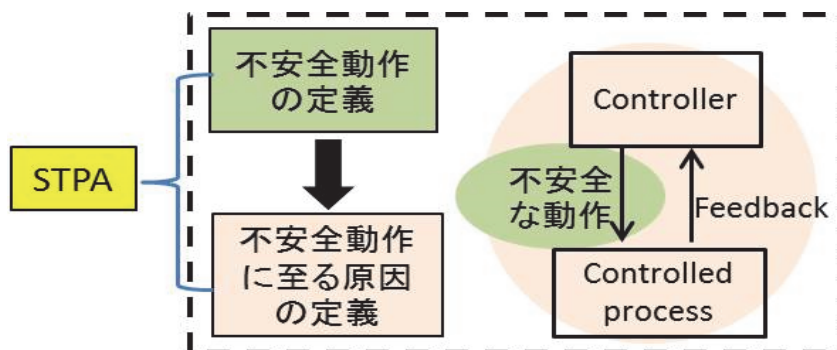 STPA
不安全動作
の定義
不安全動作
に至る原因
の定義
Controller
不安全
な動作
Feedback
Controlled
process